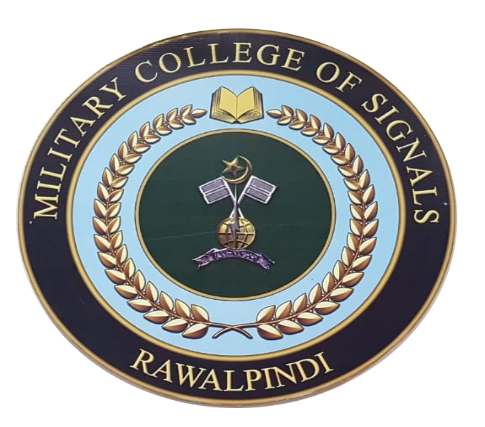 MILITARY COLLEGE OF SIGNALS
RAWALPINDI